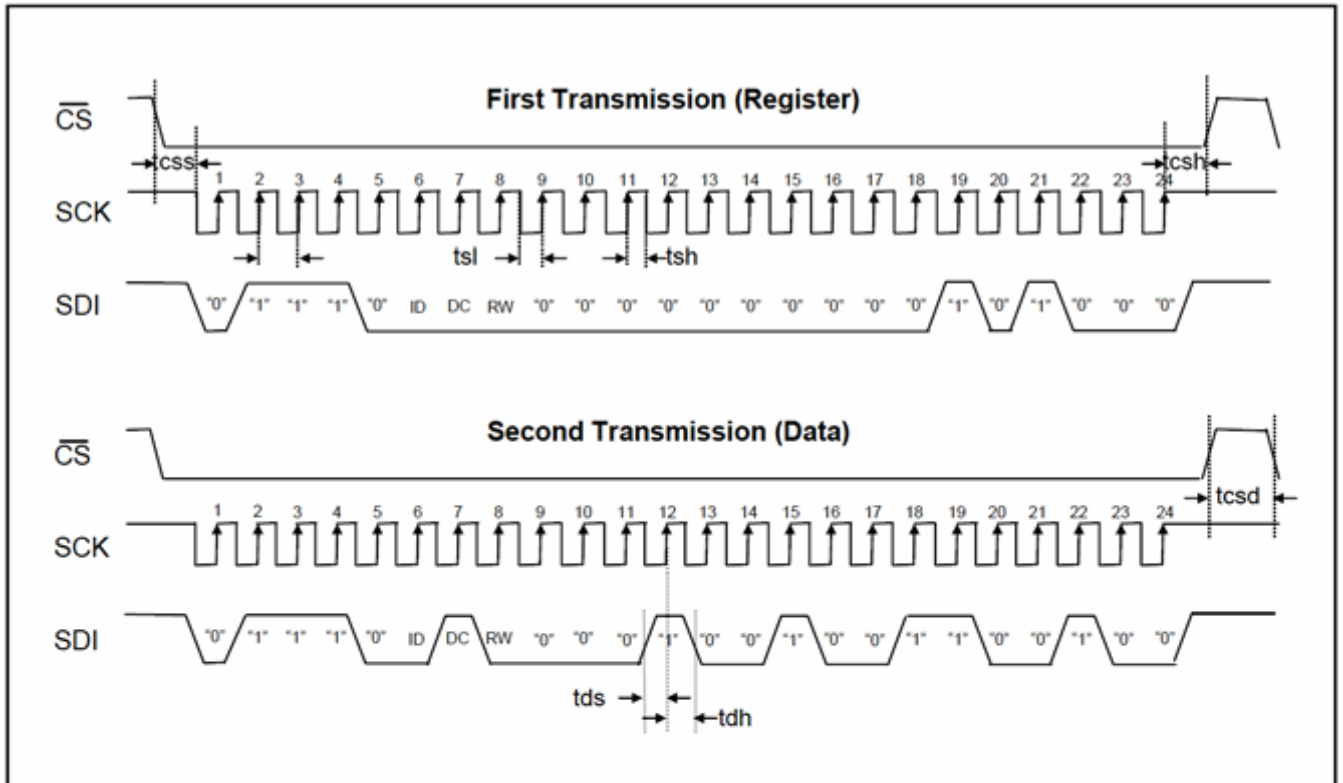 First Transmission (Register)
CS
tcss
tcsh
1 2 3 4 5 6 7 8 9 10 11 12 13 14 15 16 17 18 19 20 21 22 23 24
SCK
tsl
tsh
SDI
"0" "1" "1" "1" "0" ID DC RW "0" "0" "0" "0" "0" "0" "0" "0" "0" "0" "1" "0" "1" "0" "0" "0"
Second Transmission (Data)
CS
tcsd
1 2 3 4 5 6 7 8 9 10 11 12 13 14 15 16 17 18 19 20 21 22 23 24
SCK
SDI
"0" "1" "1" "1" "0" ID DC RW "0" "0" "0" "1" "0" "0" "1" "0" "0" "1" "1" "0" "0" "1" "0" "0"
tds
tdh